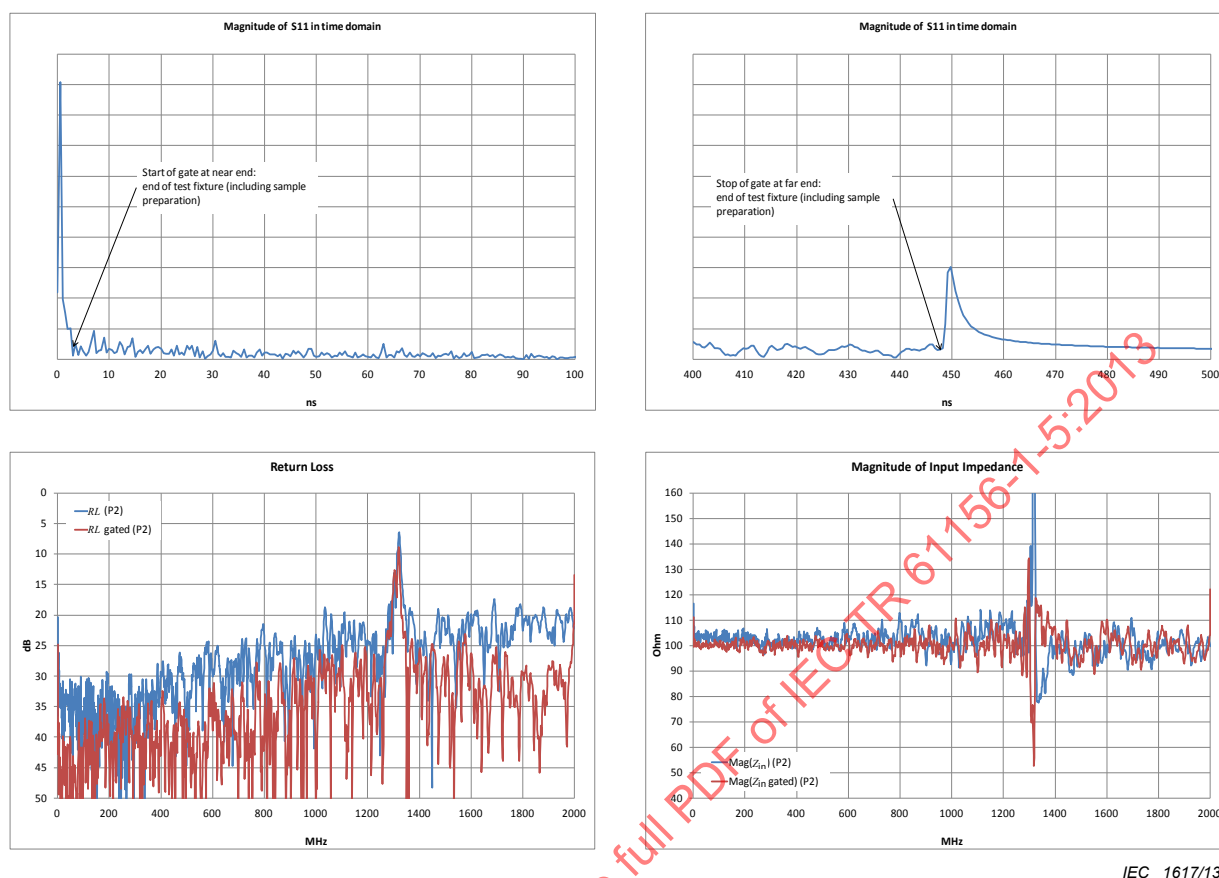 Magnitude of S11 in time domain
Start of gate at near end:
end of test fixture (including sample
preparation)
0 10 20 30 40 50 60 70 80 90 100
ns
Magnitude of S11 in time domain
Stop of gate at far end:
end of test fixture (including sample
preparation)
400 410 420 430 440 450 460 470 480 490 500
ns
Return Loss
0
5
10
15
20
25
30
35
40
45
50
dB
RL (P2)
RL gated (P2)
0 200 400 600 800 1000 1200 1400 1600 1800 2000
MHz
Magnitude of Input Impedance
160
150
140
130
120
110
100
90
80
70
60
50
40
Ohm
Mag(Zin) (P2)
Mag(Zin gated) (P2)
0 200 400 600 800 1000 1200 1400 1600 1800 2000
MHz
full PDF of IEC TR 61156-1-5:2013
IEC 1617/13